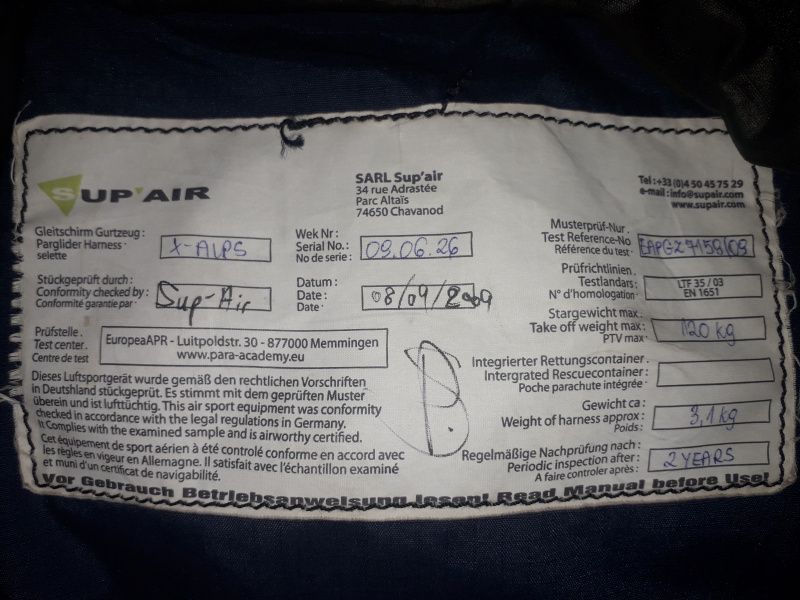 SUP'AIR
SARL Sup'air
34 rue Adrastée
Parc Altaïs
74650 Chavanod
Tel : +33 (0)4 50 45 75 29
e-mail : info@supair.com
www.supair.com
Gleitschirm Gurtzeug :
Parglider Harness :
selette
X-ALPS
Wek Nr :
Serial No. :
No de serie :
09.06.26
Musterprüf-Nur.
Test Reference-No
Référence du test :
EAPGZ7159/09
Stückgeprüft durch :
Conformity checked by :
Conformité garantie par :
Sup-Air
Datum :
Date :
Date :
08/09/2009
Prüfrichtlinien.
Testlandars :
N° d'homologation :
LTF 35 / 03
EN 1651
Prüfstelle .
Test center.
Centre de test
EuropeaAPR - Luitpoldstr. 30 - 877000 Memmingen
www.para-academy.eu
Stargewicht max :
Take off weight max :
PTV max :
120 kg
Integrierter Rettungscontainer .
Intergrated Rescuecontainer :
Poche parachute intégrée :
Gewicht ca :
Weight of harness approx :
Poids :
3,1 kg
Regelmäßige Nachprüfung nach :
Periodic inspection after :
A faire controler après :
2 YEARS
Dieses Luftsportgerät wurde gemäß den rechtlichen Vorschriften
in Deutshland stückgeprüt. Es stimmt mit dem geprüften Muster
überein und ist lufttüchtig. This air sport equipment was conformity
checked in accordance with the legal regulations in Germany.
It Complies with the examined sample and is airworthy certified.
Cet équipement de sport aérien à été controlé conforme en accord avec
les règles en vigeur en Allemagne. Il satisfait avec l'échantillon examiné
et muni d'un certificat de navigabilité.
Vor Gebrauch Betriebsanweisung lesen! Read Manual before Use!